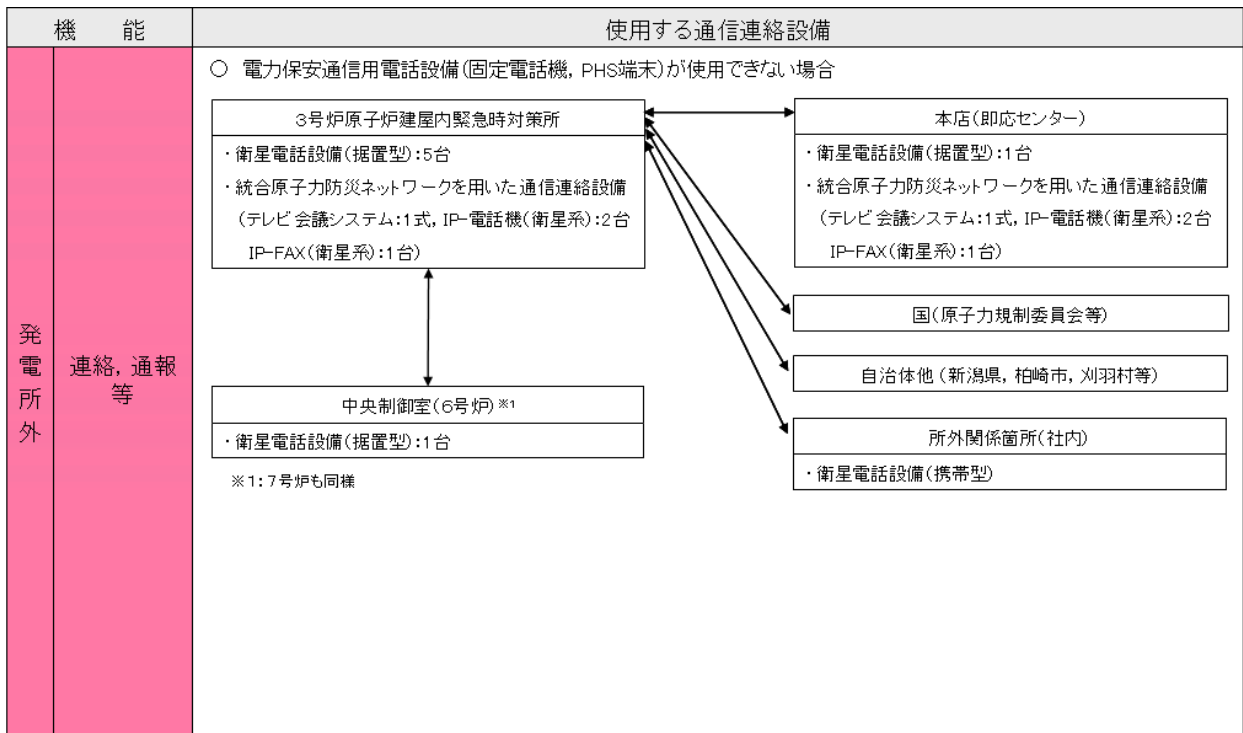 機　能
使用する通信連絡設備
発電所外
連絡, 通報
等
○ 電力保安通信用電話設備(固定電話機, PHS端末)が使用できない場合
3号炉原子炉建屋内緊急時対策所
・衛星電話設備(据置型):5台
・統合原子力防災ネットワークを用いた通信連絡設備
(テレビ会議システム:1式, IP-電話機(衛星系):2台
IP-FAX(衛星系):1台)
本店(即応センター)
・衛星電話設備(据置型):1台
・統合原子力防災ネットワークを用いた通信連絡設備
(テレビ会議システム:1式, IP-電話機(衛星系):2台
IP-FAX(衛星系):1台)
国(原子力規制委員会等)
自治体他(新潟県, 柏崎市, 刈羽村等)
中央制御室(6号炉)※1
・衛星電話設備(据置型):1台
※1:7号炉も同様
所外関係箇所(社内)
・衛星電話設備(携帯型)